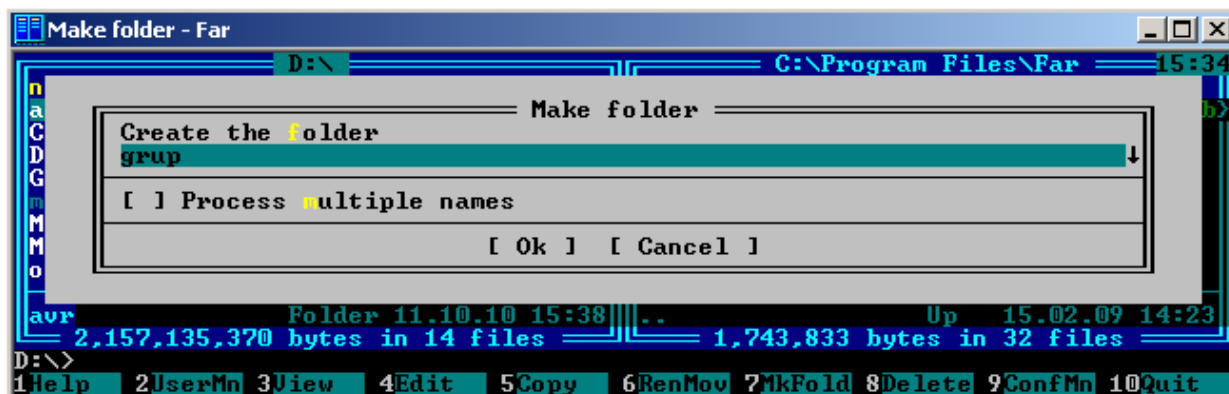 Make folder - Far
D:\ C:\Program Files\Far 15:34
n
a b}
C
D
G
m
M
M
o
Make folder
Create the folder
grup
[ ] Process multiple names
[ Ok ] [ Cancel ]
avr Folder 11.10.10 15:38 .. Up 15.02.09 14:23
2,157,135,370 bytes in 14 files 1,743,833 bytes in 32 files
D:\>
1Help 2UserMn 3View 4Edit 5Copy 6RenMov 7MkFold 8Delete 9ConfMn 10Quit